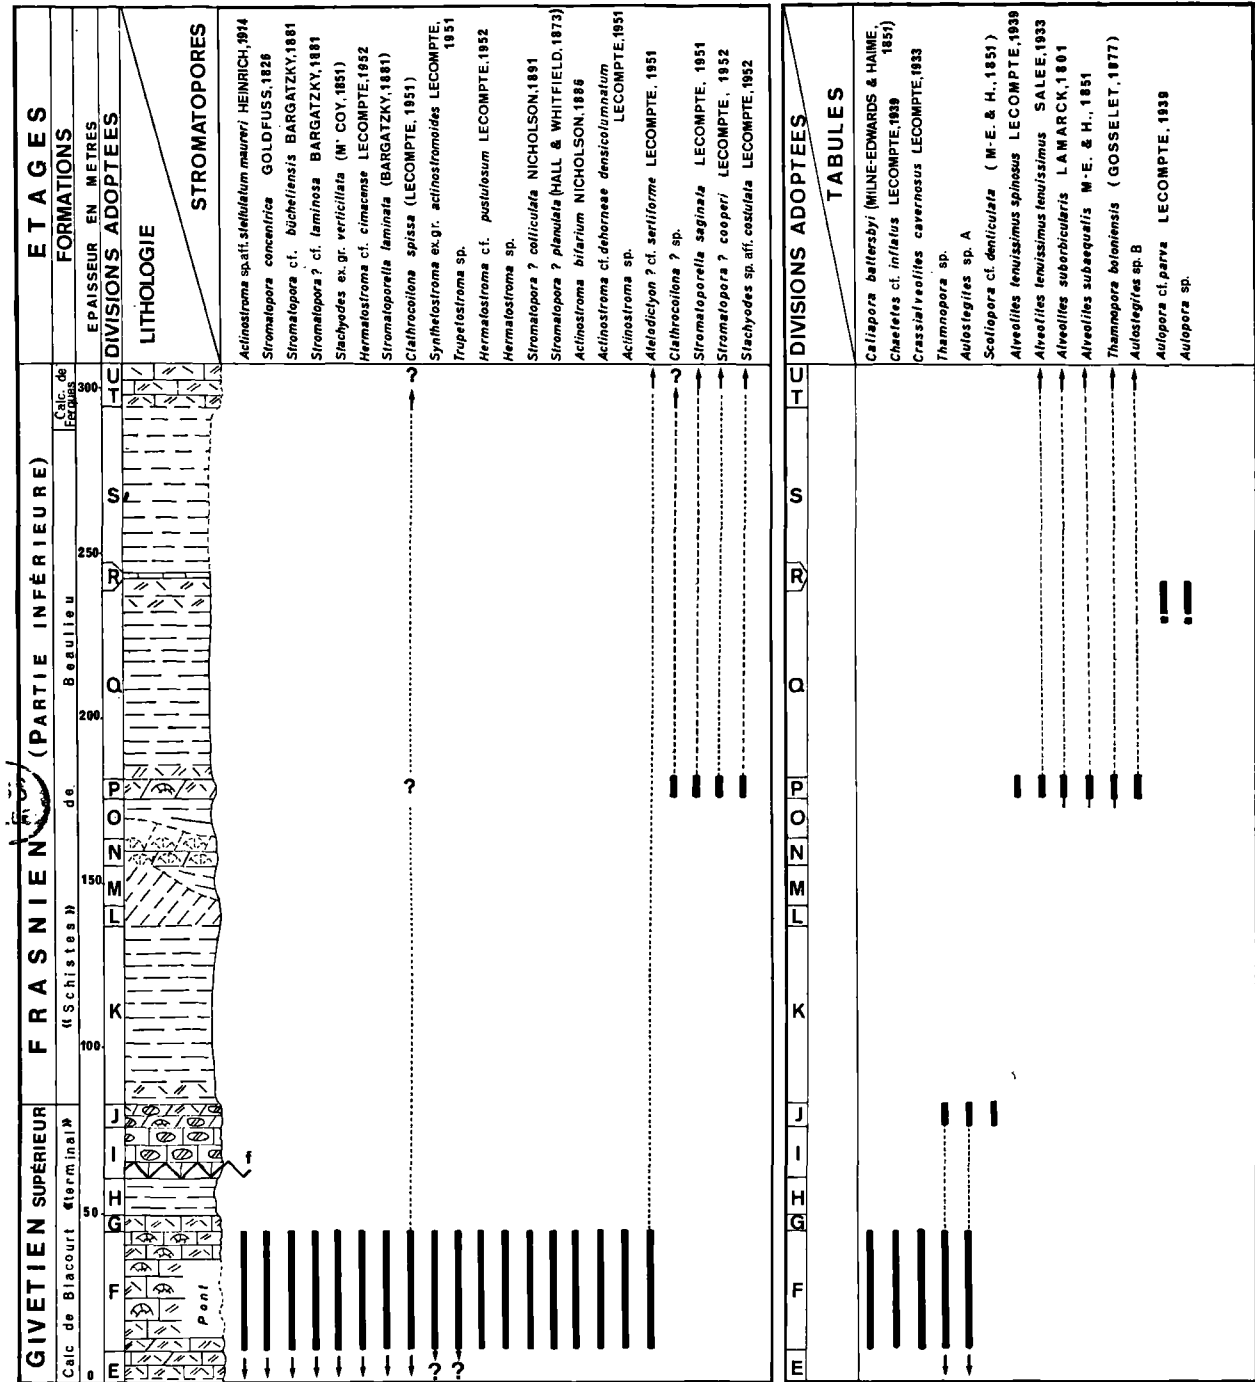 ETAGES
FORMATIONS
EPAISSEUR EN METRES
DIVISIONS ADOPTEES
LITHOLOGIE
STROMATOPORES
Actinostroma sp.aff. stellulatum maureri HEINRICH,1914
Stromatopora concentrica GOLDFUSS,1826
Stromatopora cf. bücheliensis BARGATZKY,1881
Stromatopora ? cf. laminosa BARGATZKY,1881
Stachyodes ex.gr. verticillata (M' COY,1851)
Hermatostroma cf. cimacense LECOMPTE,1952
Stromatoporella laminata (BARGATZKY,1881)
Clathrocoilona spissa (LECOMPTE,1951)
Synthetostroma ex.gr. actinostromoides LECOMPTE, 1951
Trupetostroma sp.
Hermatostroma cf. pustulosum LECOMPTE,1952
Hermatostroma sp.
Stromatopora ? colliculata NICHOLSON,1891
Stromatopora ? planulata (HALL & WHITFIELD,1873)
Actinostroma bifarium NICHOLSON,1886
Actinostroma cf. dehorneae densicolumnatum LECOMPTE,1951
Actinostroma sp.
Atelodictyon ? cf. sertiforme LECOMPTE, 1951
Clathrocoilona ? sp.
Stromatoporella saginata LECOMPTE, 1951
Stromatopora ? cooperi LECOMPTE, 1952
Stachyodes sp. aff. costulata LECOMPTE,1952
DIVISIONS ADOPTEES
TABULES
Caliapora battersbyi (MILNE-EDWARDS & HAIME, 1851)
Chaetetes cf. inflatus LECOMPTE,1939
Crassialveolites cavernosus LECOMPTE,1933
Thamnopora sp.
Aulostegites sp. A
Scoliopora cf. denticulata ( M-E. & H.,1851)
Alveolites tenuissimus spinosus LECOMPTE,1939
Alveolites tenuissimus tenuissimus SALEE,1933
Alveolites suborbicularis LAMARCK,1801
Alveolites subaequalis M-E. & H., 1851
Thamnopora boloniensis ( GOSSELET,1877)
Aulostegites sp. B
Aulopora cf. parva LECOMPTE, 1939
Aulopora sp.
FRASNIEN (PARTIE INFÉRIEURE)
GIVETIEN SUPÉRIEUR
Calc. de Ferques
«Schistes» de Beaulieu
Calc de Blacourt «terminal»
300
250
200
150
100
50
0
U
T
S
R
Q
P
O
N
M
L
K
J
I
H
G
F
E
Pont
f
?
?
?
?
?
U
T
S
R
Q
P
O
N
M
L
K
J
I
H
G
F
E